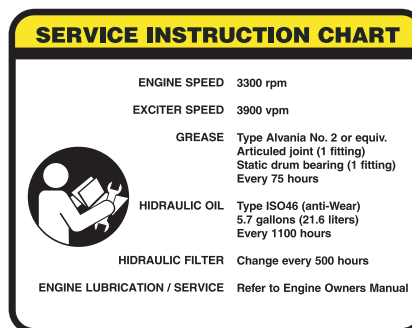 SERVICE INSTRUCTION CHART
ENGINE SPEED 3300 rpm
EXCITER SPEED 3900 vpm
GREASE Type Alvania No. 2 or equiv.
Articuled joint (1 fitting)
Static drum bearing (1 fitting)
Every 75 hours
HIDRAULIC OIL Type ISO46 (anti-Wear)
5.7 gallons (21.6 liters)
Every 1100 hours
HIDRAULIC FILTER Change every 500 hours
ENGINE LUBRICATION / SERVICE Refer to Engine Owners Manual